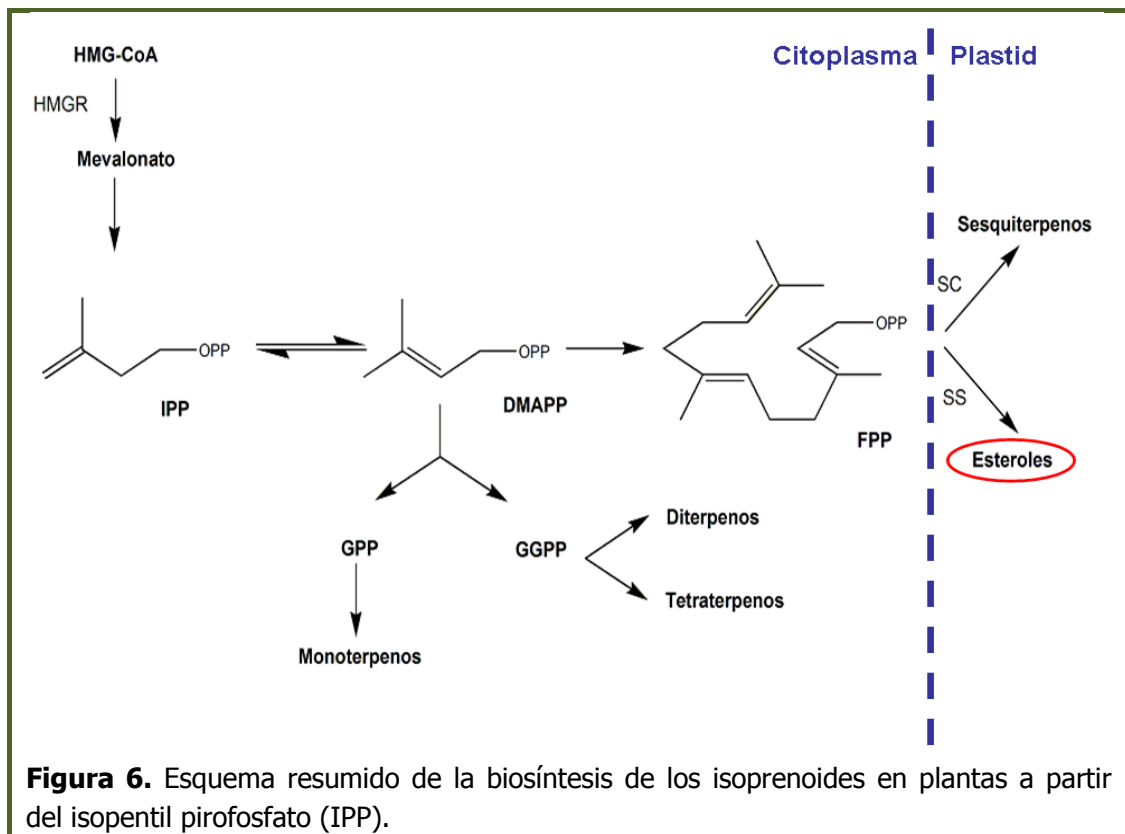 HMG-CoA
Citoplasma
Plastid
HMGR
Mevalonato
Sesquiterpenos
SC
OPP
OPP
OPP
IPP
DMAPP
FPP
SS
Esteroles
GPP
GGPP
Diterpenos
Tetraterpenos
Monoterpenos
Figura 6. Esquema resumido de la biosíntesis de los isoprenoides en plantas a partir
del isopentil pirofosfato (IPP).